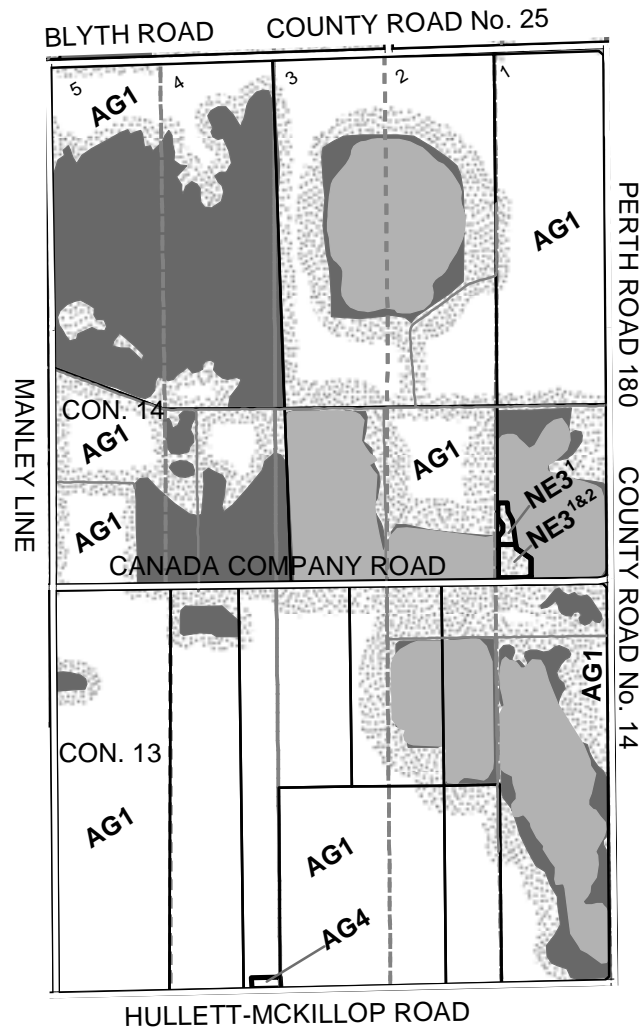 BLYTH ROAD
COUNTY ROAD No. 25
5
4
3
2
1
AG1
AG1
PERTH ROAD 180
COUNTY ROAD No. 14
MANLEY LINE
CON. 14
AG1
AG1
AG1
NE3¹
NE3¹&²
CANADA COMPANY ROAD
AG1
CON. 13
AG1
AG1
AG4
HULLETT-MCKILLOP ROAD